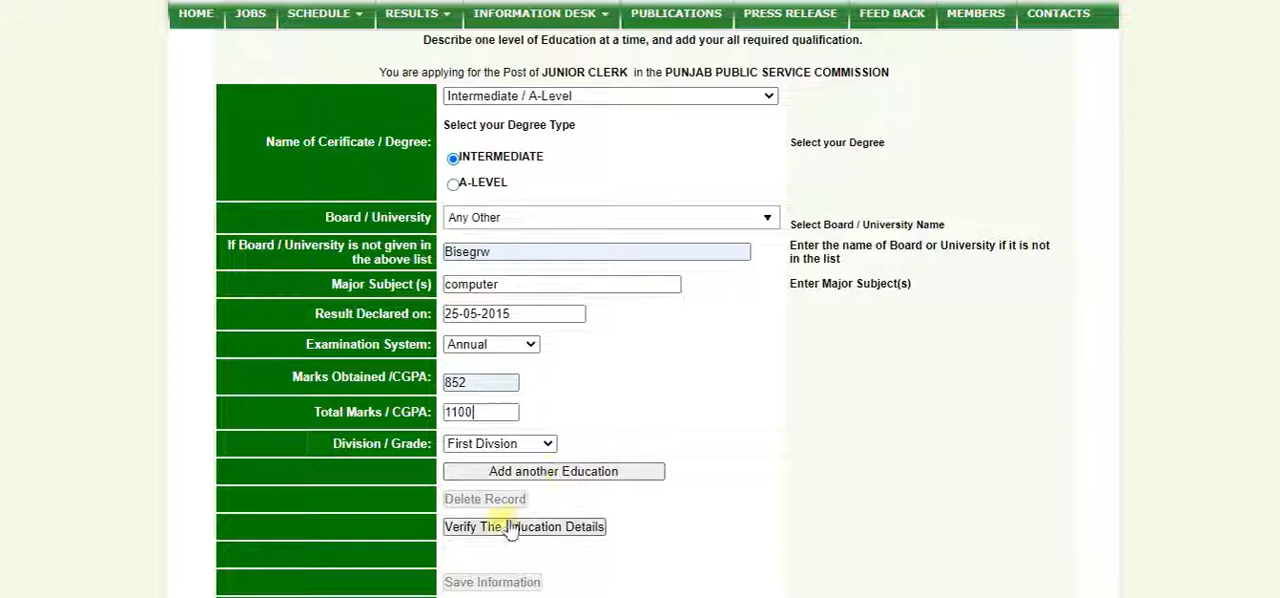 HOME JOBS SCHEDULE RESULTS INFORMATION DESK PUBLICATIONS PRESS RELEASE FEED BACK MEMBERS CONTACTS
Describe one level of Education at a time, and add your all required qualification.
You are applying for the Post of JUNIOR CLERK in the PUNJAB PUBLIC SERVICE COMMISSION
Intermediate / A-Level
Select your Degree Type
Name of Cerificate / Degree:
INTERMEDIATE
Select your Degree
A-LEVEL
Board / University
Any Other
Select Board / University Name
If Board / University is not given in
the above list
Bisegrw
Enter the name of Board or University if it is not
in the list
Major Subject (s)
computer
Enter Major Subject(s)
Result Declared on:
25-05-2015
Examination System:
Annual
Marks Obtained /CGPA:
852
Total Marks / CGPA:
1100
Division / Grade:
First Divsion
Add another Education
Delete Record
Verify The Education Details
Save Information